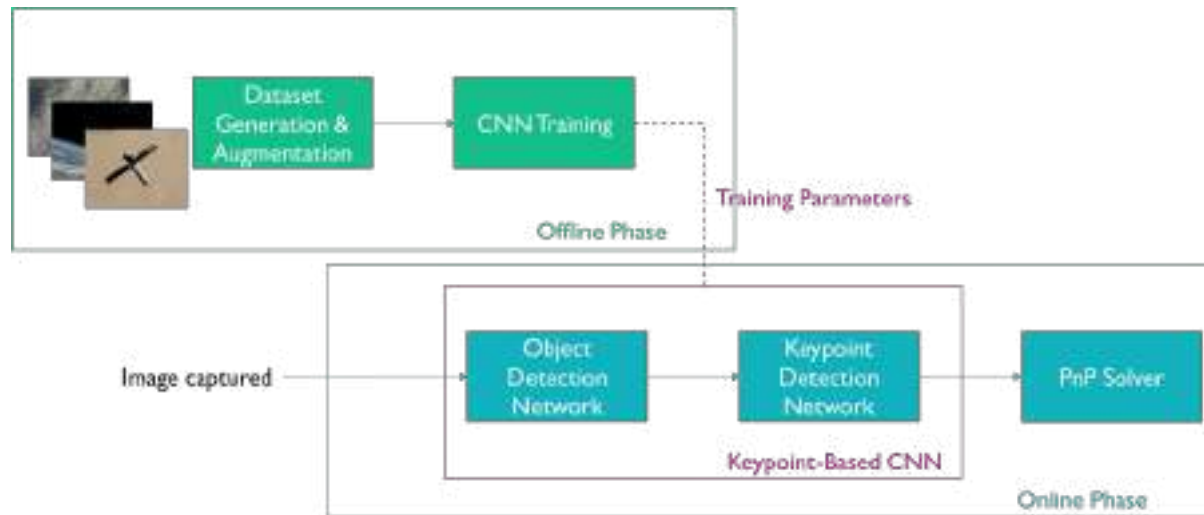 Dataset
Generation &
Augmentation
CNN Training
Training Parameters
Offline Phase
Image captured
Object
Detection
Network
Keypoint
Detection
Network
PnP Solver
Keypoint-Based CNN
Online Phase